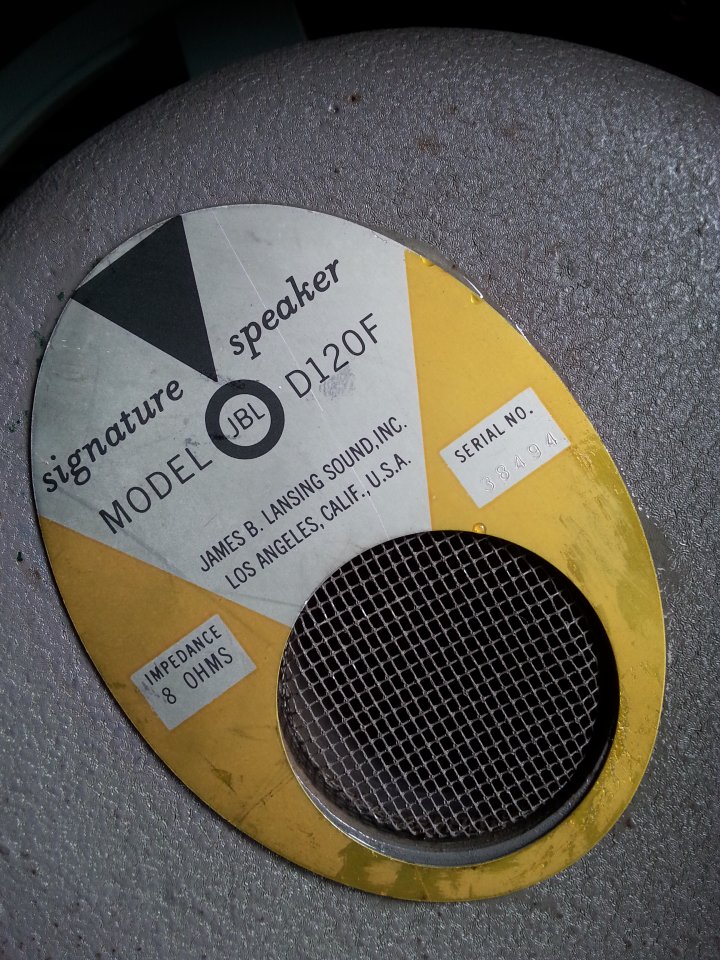 signature speaker
MODEL JBL D120F
JAMES B. LANSING SOUND, INC.
LOS ANGELES, CALIF., U.S.A.
SERIAL NO.
38494
IMPEDANCE
8 OHMS